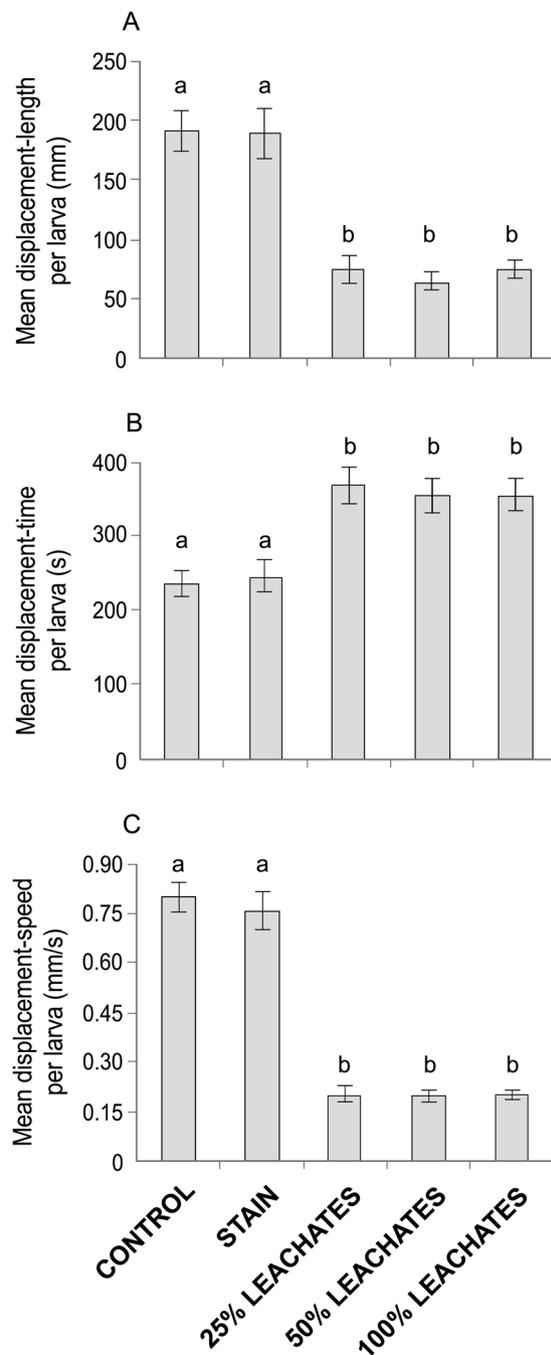 A
Mean displacement-length
per larva (mm)
250
200
150
100
50
0
a
a
b
b
b
B
Mean displacement-time
per larva (s)
400
300
200
100
0
a
a
b
b
b
C
Mean displacement-speed
per larva (mm/s)
0.90
0.75
0.60
0.45
0.30
0.15
0
a
a
b
b
b
CONTROL
STAIN
25% LEACHATES
50% LEACHATES
100% LEACHATES